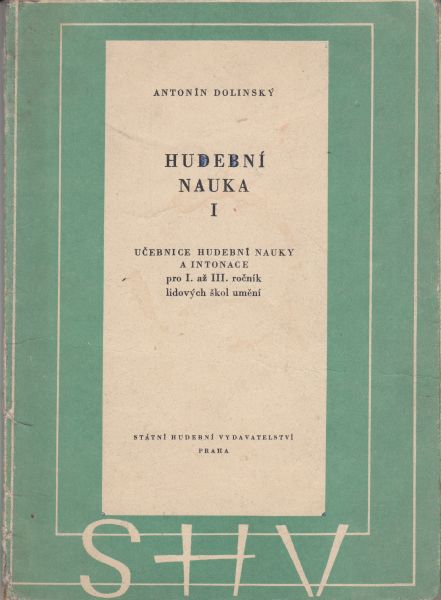 ANTONÍN DOLINSKÝ
HUDEBNÍ
NAUKA
I
UČEBNICE HUDEBNÍ NAUKY
A INTONACE
pro I. až III. ročník
lidových škol umění
STÁTNÍ HUDEBNÍ VYDAVATELSTVÍ
PRAHA
SHV